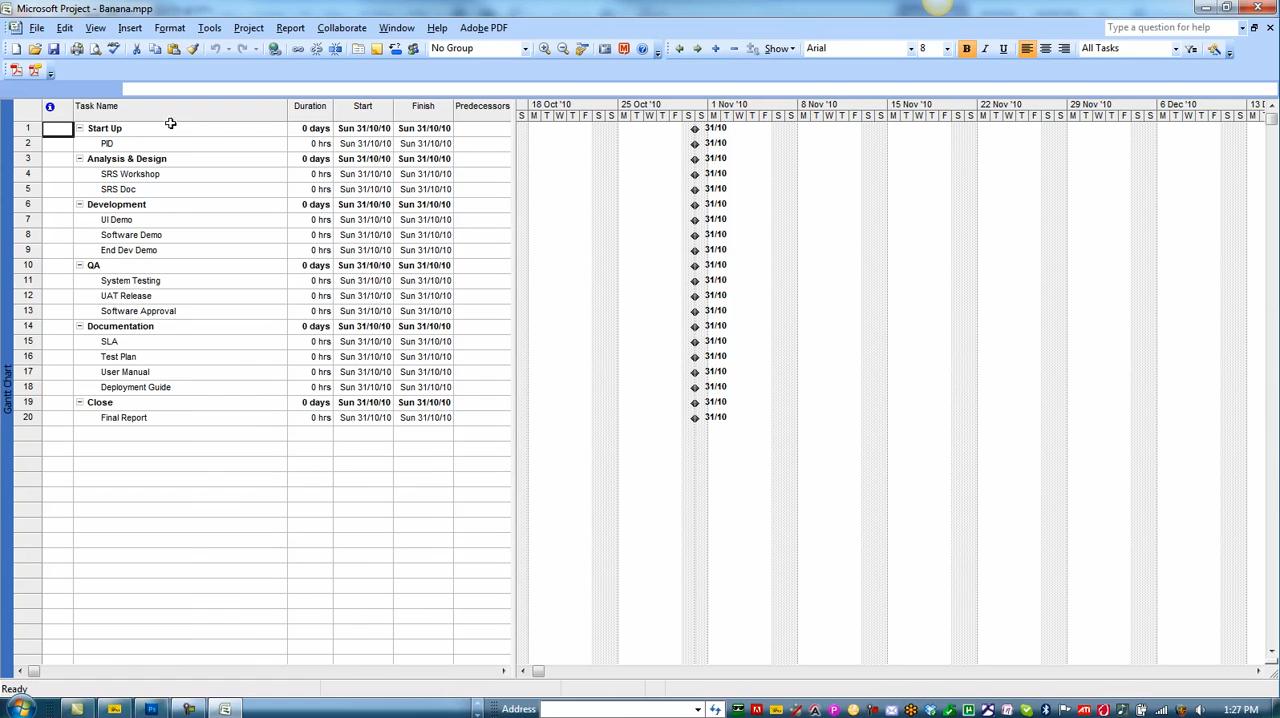 Microsoft Project - Banana.mpp
File Edit View Insert Format Tools Project Report Collaborate Window Help Adobe PDF Type a question for help
No Group Show Arial 8 B I U All Tasks
Task Name Duration Start Finish Predecessors 18 Oct '10 25 Oct '10 1 Nov '10 8 Nov '10 15 Nov '10 22 Nov '10 29 Nov '10 6 Dec '10 13 D
S M T W T F S S M T W T F S S M T W T F S S M T W T F S S M T W T F S S M T W T F S S M T W T F S S M T W T F S S M
1 Start Up 0 days Sun 31/10/10 Sun 31/10/10 31/10
2 PID 0 hrs Sun 31/10/10 Sun 31/10/10 31/10
3 Analysis & Design 0 days Sun 31/10/10 Sun 31/10/10 31/10
4 SRS Workshop 0 hrs Sun 31/10/10 Sun 31/10/10 31/10
5 SRS Doc 0 hrs Sun 31/10/10 Sun 31/10/10 31/10
6 Development 0 days Sun 31/10/10 Sun 31/10/10 31/10
7 UI Demo 0 hrs Sun 31/10/10 Sun 31/10/10 31/10
8 Software Demo 0 hrs Sun 31/10/10 Sun 31/10/10 31/10
9 End Dev Demo 0 hrs Sun 31/10/10 Sun 31/10/10 31/10
10 QA 0 days Sun 31/10/10 Sun 31/10/10 31/10
11 System Testing 0 hrs Sun 31/10/10 Sun 31/10/10 31/10
12 UAT Release 0 hrs Sun 31/10/10 Sun 31/10/10 31/10
13 Software Approval 0 hrs Sun 31/10/10 Sun 31/10/10 31/10
14 Documentation 0 days Sun 31/10/10 Sun 31/10/10 31/10
15 SLA 0 hrs Sun 31/10/10 Sun 31/10/10 31/10
16 Test Plan 0 hrs Sun 31/10/10 Sun 31/10/10 31/10
17 User Manual 0 hrs Sun 31/10/10 Sun 31/10/10 31/10
18 Deployment Guide 0 hrs Sun 31/10/10 Sun 31/10/10 31/10
19 Close 0 days Sun 31/10/10 Sun 31/10/10 31/10
20 Final Report 0 hrs Sun 31/10/10 Sun 31/10/10 31/10
Gantt Chart
Ready
Address 1:27 PM